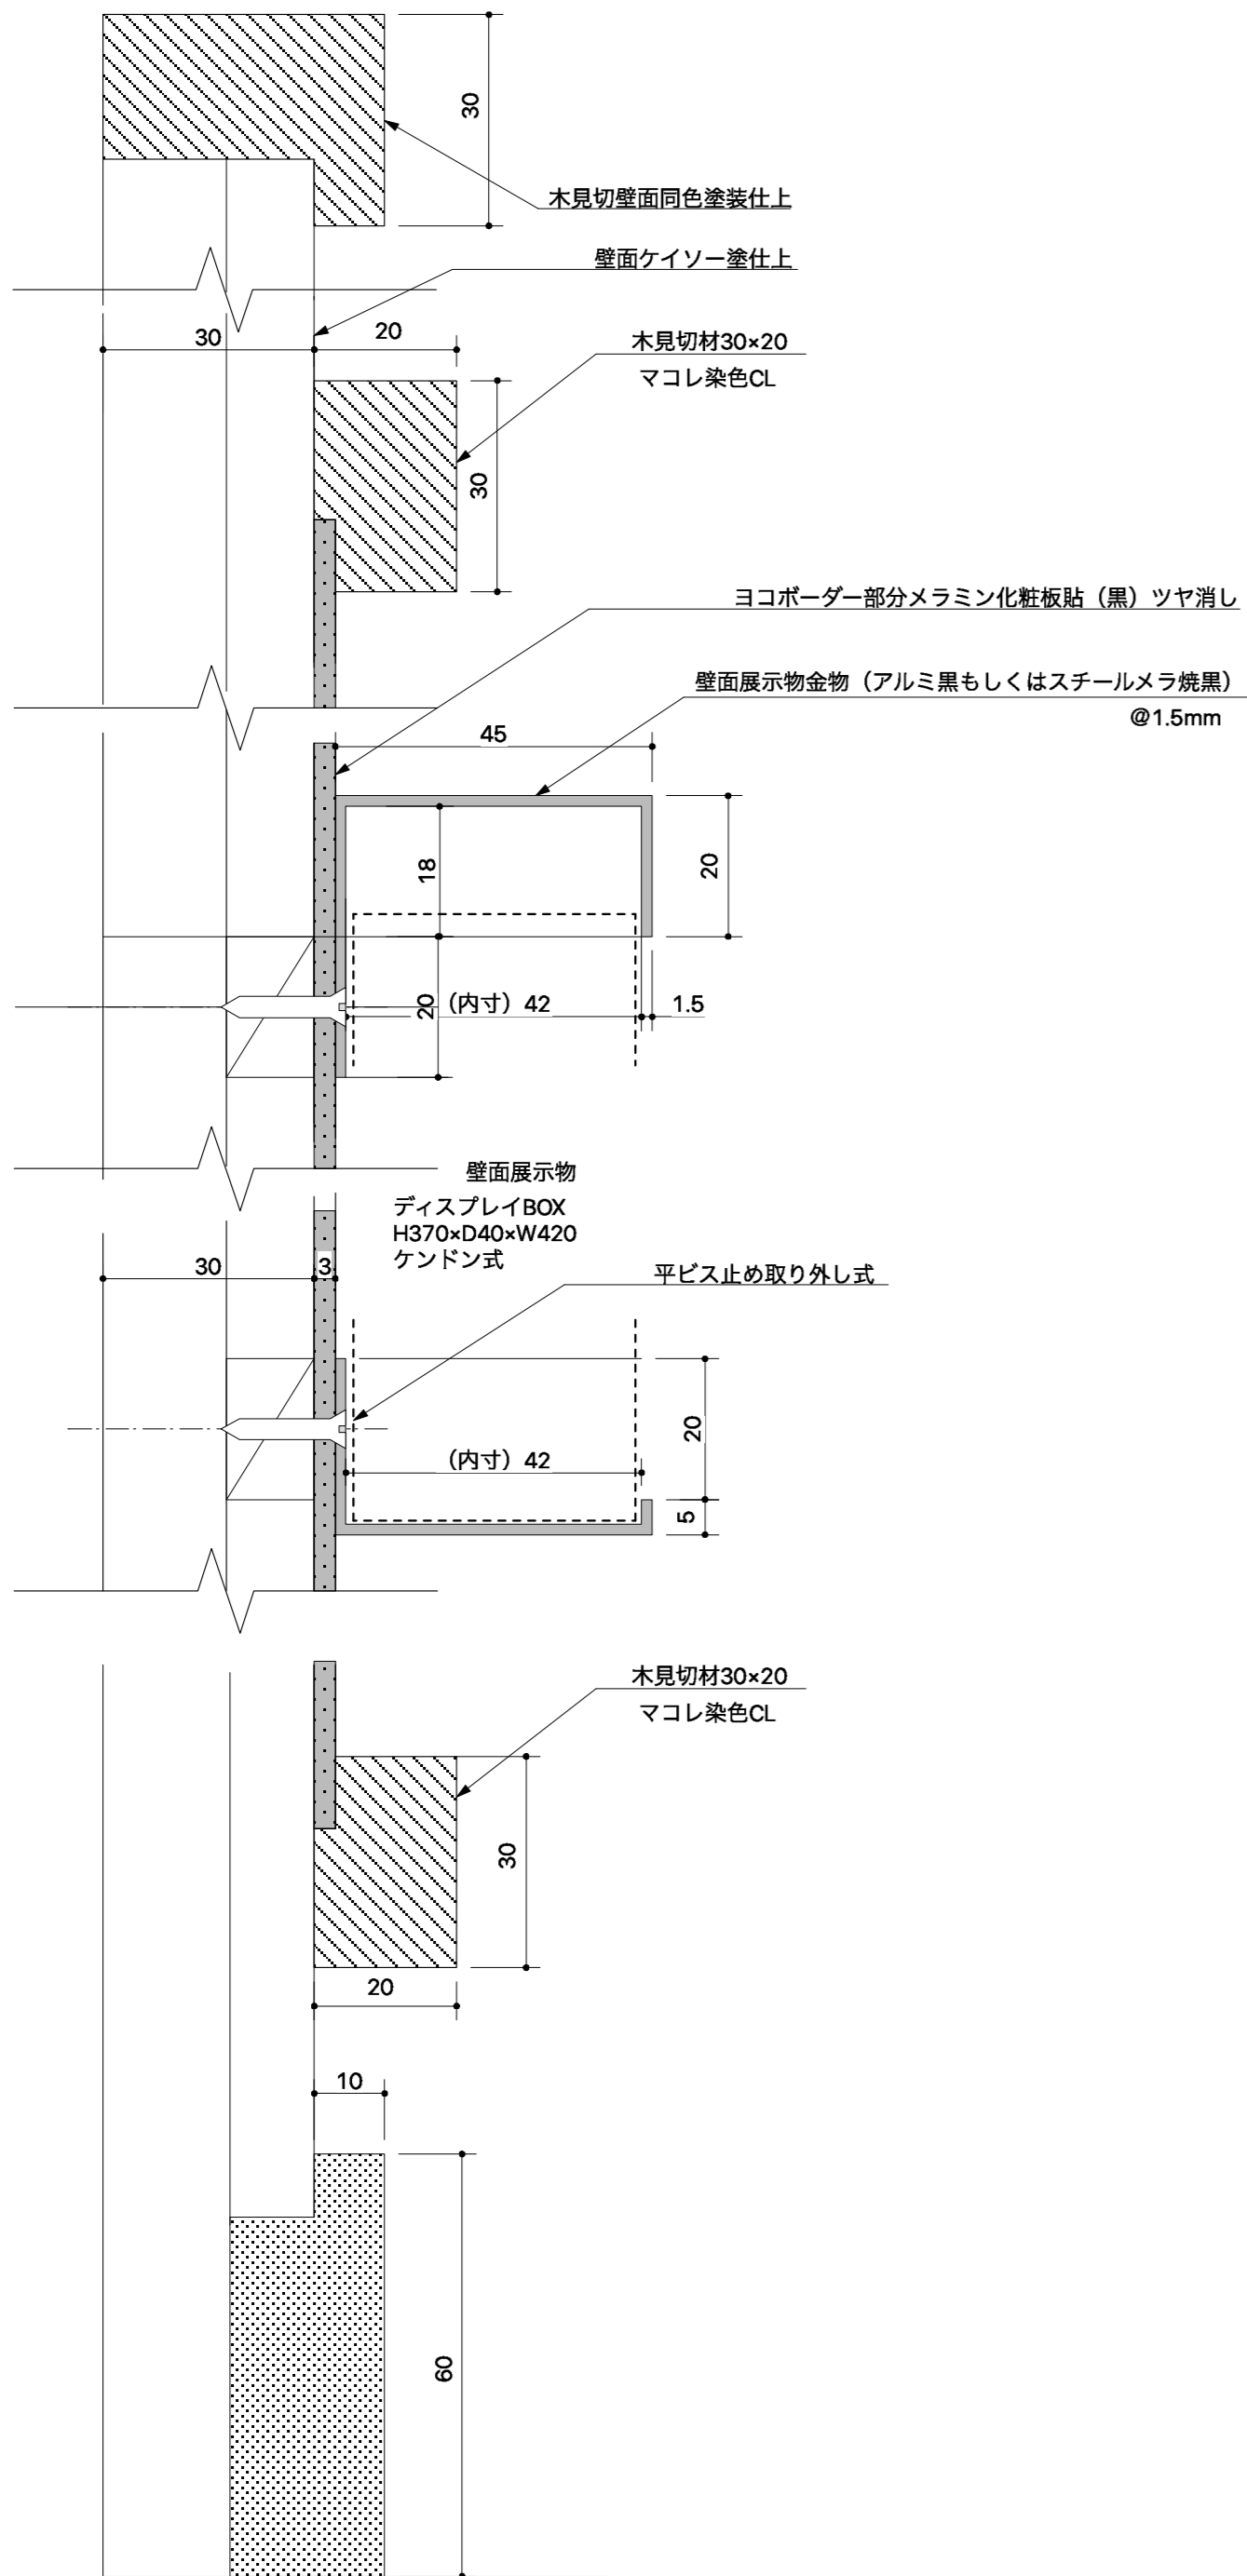 30
木見切壁面同色塗装仕上
壁面ケイソー塗仕上
30
20
木見切材30×20
マコレ染色CL
30
ヨコボーダー部分メラミン化粧板貼（黒）ツヤ消し
壁面展示物金物（アルミ黒もしくはスチールメラ焼黒）
@1.5mm
45
18
20
20
（内寸）42
1.5
壁面展示物
ディスプレイBOX
H370×D40×W420
ケンドン式
30
3
平ビス止め取り外し式
20
（内寸）42
5
木見切材30×20
マコレ染色CL
30
20
10
60